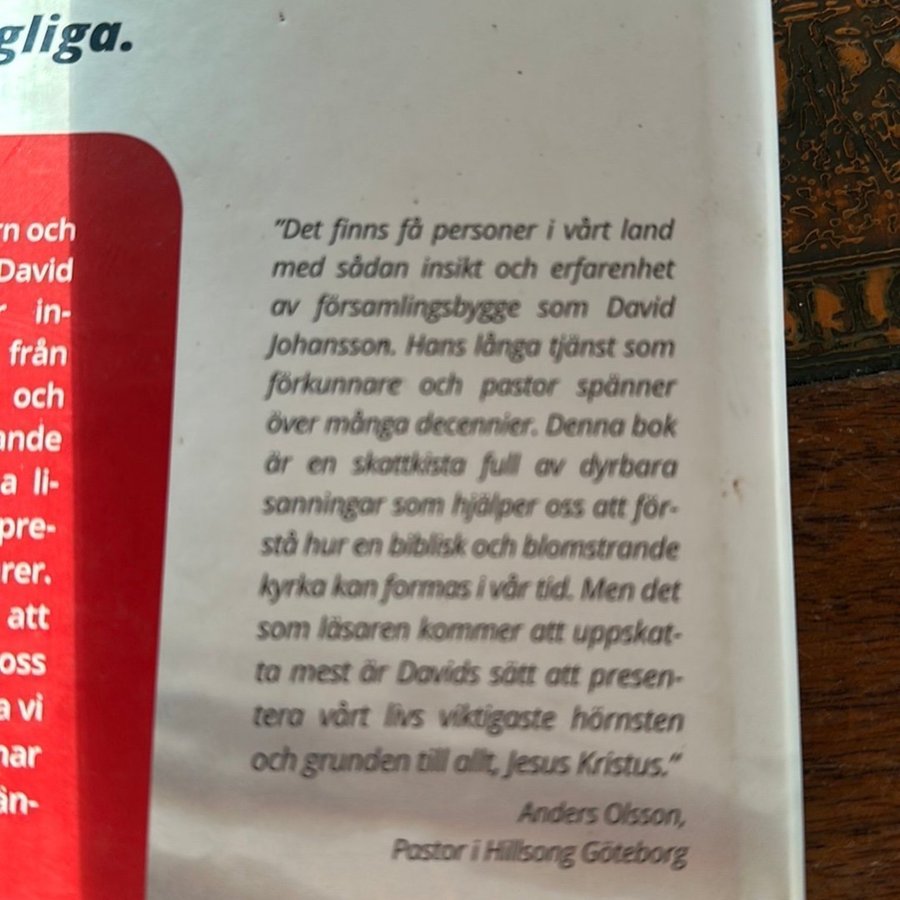 gliga.
rn och
David
r in-
från
och
ande
a li-
pre-
rer.
att
oss
a vi
nar
än-
"Det finns få personer i vårt land
med sådan insikt och erfarenhet
av församlingsbygge som David
Johansson. Hans långa tjänst som
förkunnare och pastor spänner
över många decennier. Denna bok
är en skattkista full av dyrbara
sanningar som hjälper oss att för-
stå hur en biblisk och blomstrande
kyrka kan formas i vår tid. Men det
som läsaren kommer att uppskat-
ta mest är Davids sätt att presen-
tera vårt livs viktigaste hörnsten
och grunden till allt, Jesus Kristus."
Anders Olsson,
Pastor i Hillsong Göteborg